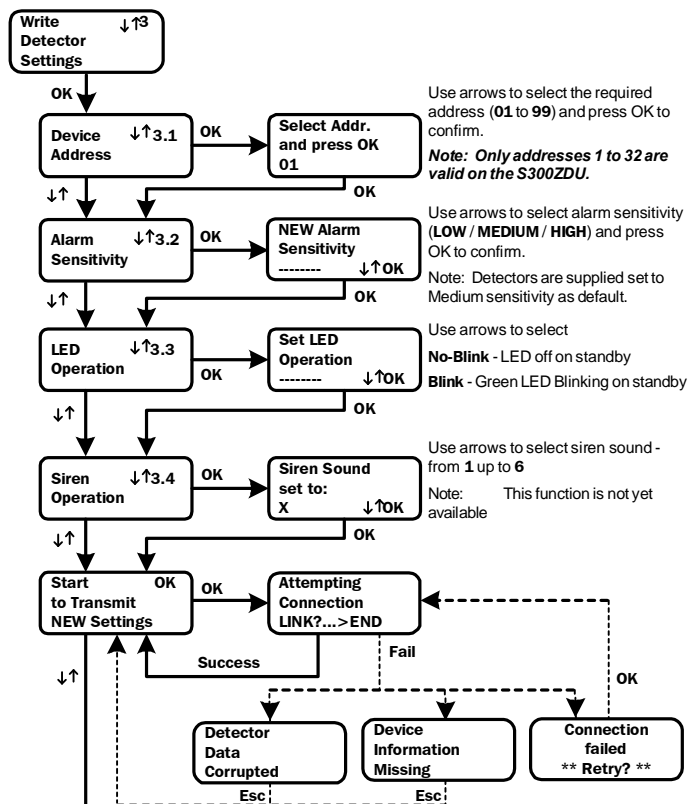 Write ↓↑3
Detector
Settings
OK
Device ↓↑3.1
Address
OK
Select Addr.
and press OK
01
Use arrows to select the required
address (01 to 99) and press OK to
confirm.
Note: Only addresses 1 to 32 are
valid on the S300ZDU.
↓↑
OK
Alarm ↓↑3.2
Sensitivity
OK
NEW Alarm
Sensitivity
-------- ↓↑OK
Use arrows to select alarm sensitivity
(LOW / MEDIUM / HIGH) and press
OK to confirm.
Note: Detectors are supplied set to
Medium sensitivity as default.
↓↑
OK
LED ↓↑3.3
Operation
OK
Set LED
Operation
-------- ↓↑OK
Use arrows to select
No-Blink - LED off on standby
Blink - Green LED Blinking on standby
↓↑
OK
Siren ↓↑3.4
Operation
OK
Siren Sound
set to:
X ↓↑OK
Use arrows to select siren sound -
from 1 up to 6
Note: This function is not yet
available
↓↑
OK
Start OK
to Transmit
NEW Settings
OK
Attempting
Connection
LINK?...>END
Success
Fail
OK
↓↑
Detector
Data
Corrupted
Device
Information
Missing
Connection
failed
** Retry? **
Esc
Esc